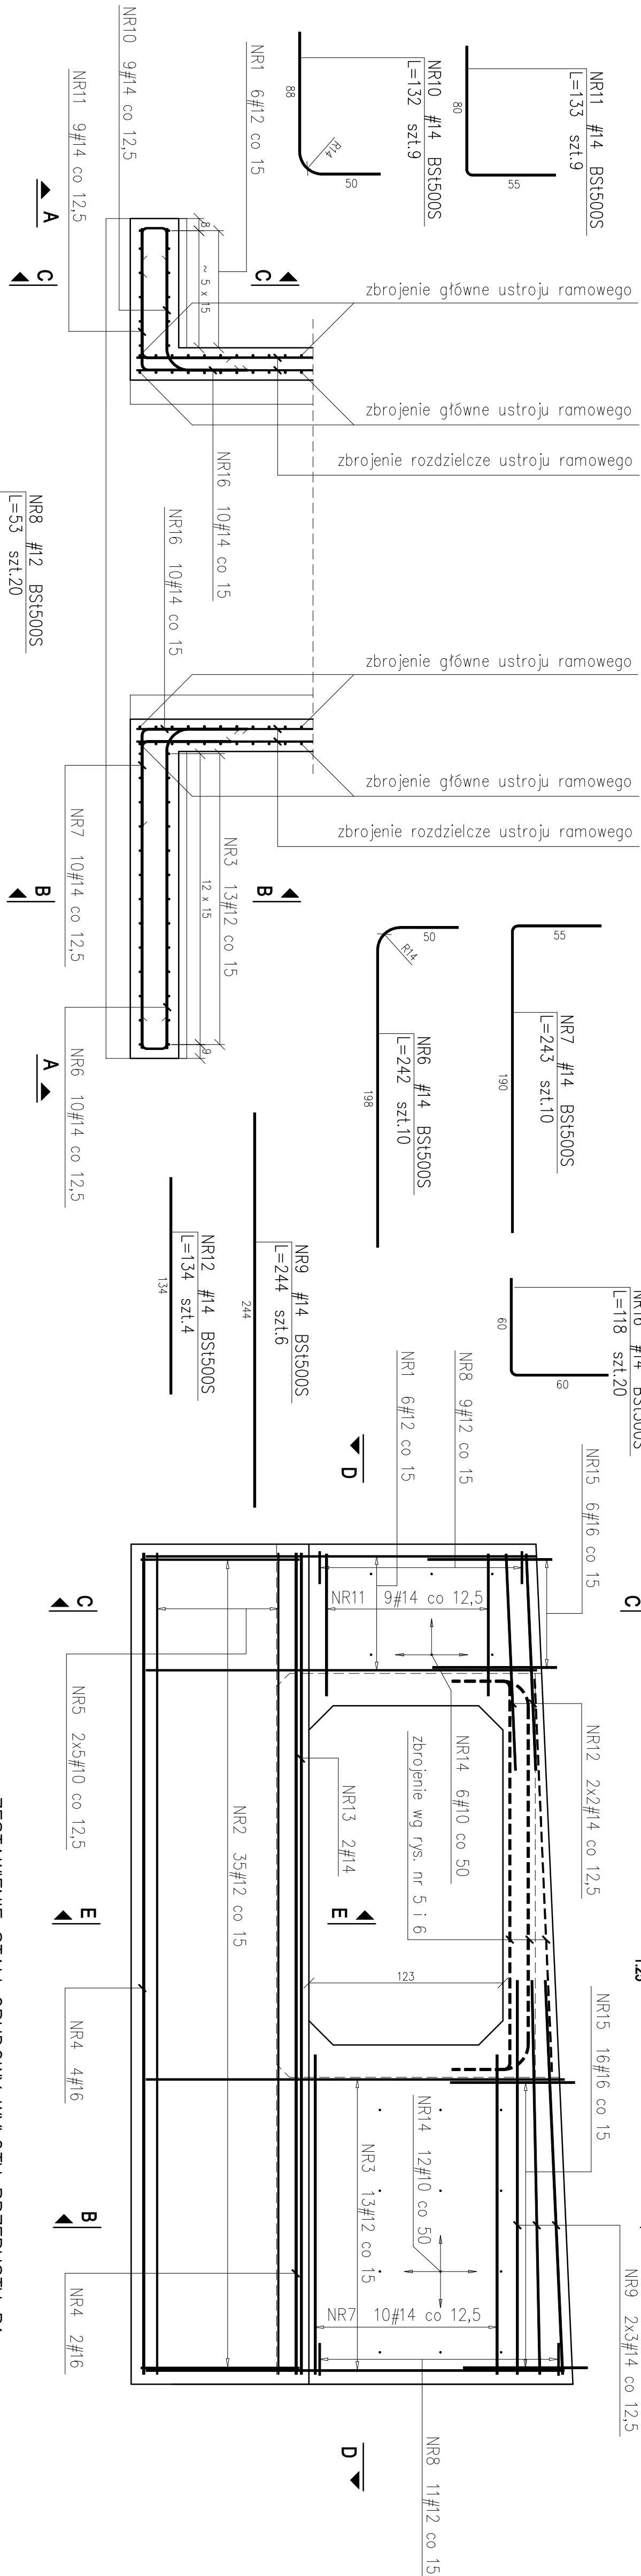 NR11 #14 BSt500S
L=133 szt.9
80
55
NR10 #14 BSt500S
L=132 szt.9
88
R14
50
NR1 6#12 co 15
NR10 9#14 co 12,5
NR11 9#14 co 12,5
A
C
C
8
~ 5 x 15
zbrojenie główne ustroju ramowego
zbrojenie główne ustroju ramowego
zbrojenie rozdzielcze ustroju ramowego
NR16 10#14 co 15
NR16 10#14 co 15
NR8 #12 BSt500S
L=53 szt.20
zbrojenie główne ustroju ramowego
zbrojenie główne ustroju ramowego
zbrojenie rozdzielcze ustroju ramowego
NR3 13#12 co 15
12 x 15
9
NR7 10#14 co 12,5
NR6 10#14 co 12,5
B
B
A
55
NR7 #14 BSt500S
L=243 szt.10
190
50
R14
NR6 #14 BSt500S
L=242 szt.10
198
NR16 #14 BSt500S
L=118 szt.20
60
60
NR9 #14 BSt500S
L=244 szt.6
244
NR12 #14 BSt500S
L=134 szt.4
134
NR1 6#12 co 15
NR8 9#12 co 15
D
NR15 6#16 co 15
C
C
NR11 9#14 co 12,5
NR12 2x2#14 co 12,5
NR14 6#10 co 50
zbrojenie wg rys. nr 5 i 6
NR13 2#14
NR5 2x5#10 co 12,5
NR2 35#12 co 15
E
E
123
1:25
NR15 16#16 co 15
NR14 12#10 co 50
NR3 13#12 co 15
NR7 10#14 co 12,5
NR4 4#16
B
NR4 2#16
NR9 2x3#14 co 12,5
NR8 11#12 co 15
D